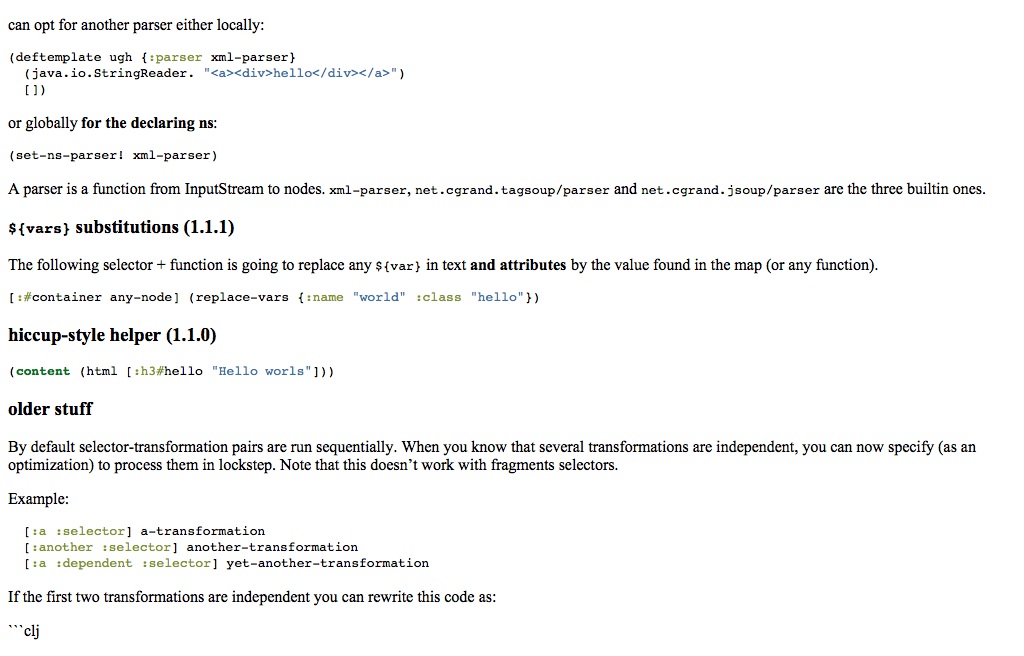 can opt for another parser either locally:
(deftemplate ugh {:parser xml-parser}
(java.io.StringReader. "<a><div>hello</div></a>")
[])
or globally for the declaring ns:
(set-ns-parser! xml-parser)
A parser is a function from InputStream to nodes. xml-parser, net.cgrand.tagsoup/parser and net.cgrand.jsoup/parser are the three builtin ones.
${vars} substitutions (1.1.1)
The following selector + function is going to replace any ${var} in text and attributes by the value found in the map (or any function).
[:#container any-node] (replace-vars {:name "world" :class "hello"})
hiccup-style helper (1.1.0)
(content (html [:h3#hello "Hello worls"]))
older stuff
By default selector-transformation pairs are run sequentially. When you know that several transformations are independent, you can now specify (as an
optimization) to process them in lockstep. Note that this doesn’t work with fragments selectors.
Example:
[:a :selector] a-transformation
[:another :selector] another-transformation
[:a :dependent :selector] yet-another-transformation
If the first two transformations are independent you can rewrite this code as:
```clj